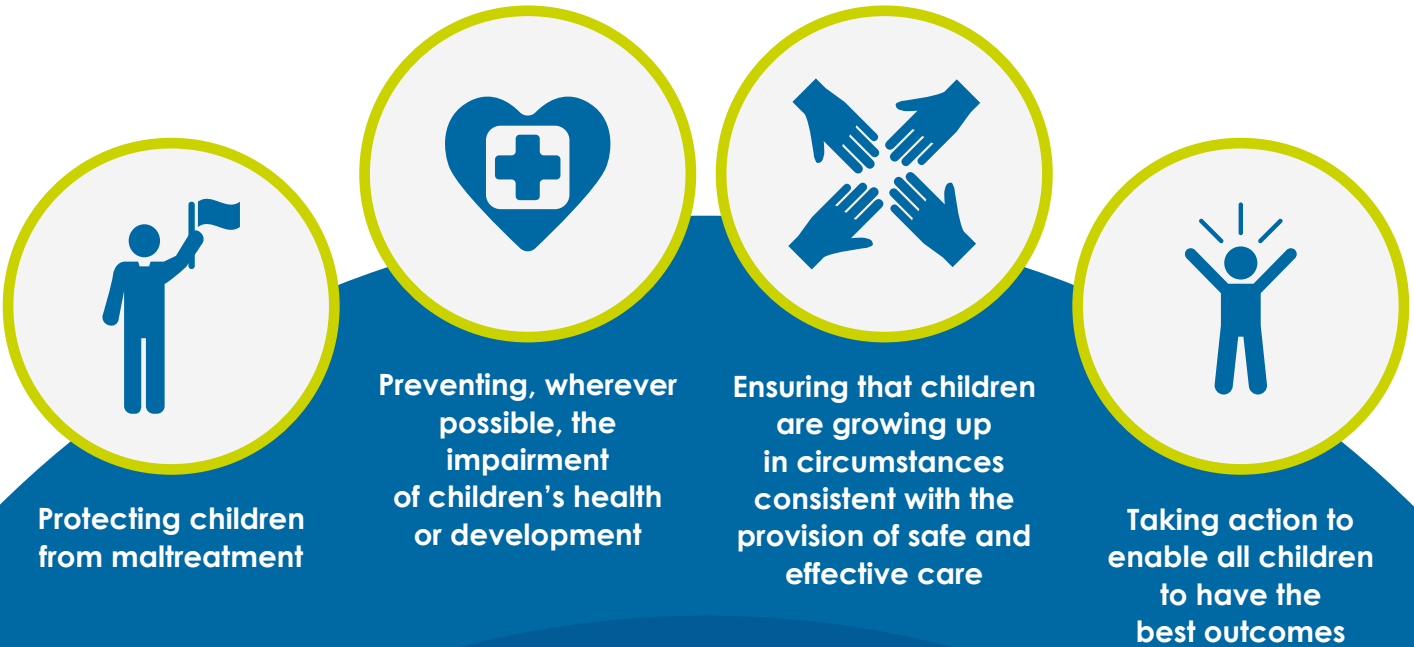 Protecting children
from maltreatment
Preventing, wherever
possible, the
impairment
of children’s health
or development
Ensuring that children
are growing up
in circumstances
consistent with the
provision of safe and
effective care
Taking action to
enable all children
to have the
best outcomes